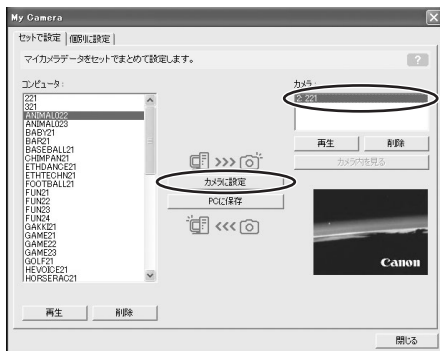 My Camera
セットで設定 個別に設定
マイカメラデータをセットでまとめて設定します。
?
コンピュータ:
221
321
ANIMAL022
ANIMAL023
BABY21
BAR21
BASEBALL21
CHIMPAN21
ETHDANCE21
ETHTECHN21
FOOTBALL21
FUN21
FUN22
FUN23
FUN24
GAKKI21
GAME21
GAME22
GAME23
GOLF21
HEVOICE21
HORSERAC21
再生 削除
>>>
カメラに設定
PCに保存
<<<
カメラ:
2: 221
再生 削除
カメラ内を見る
Canon
閉じる